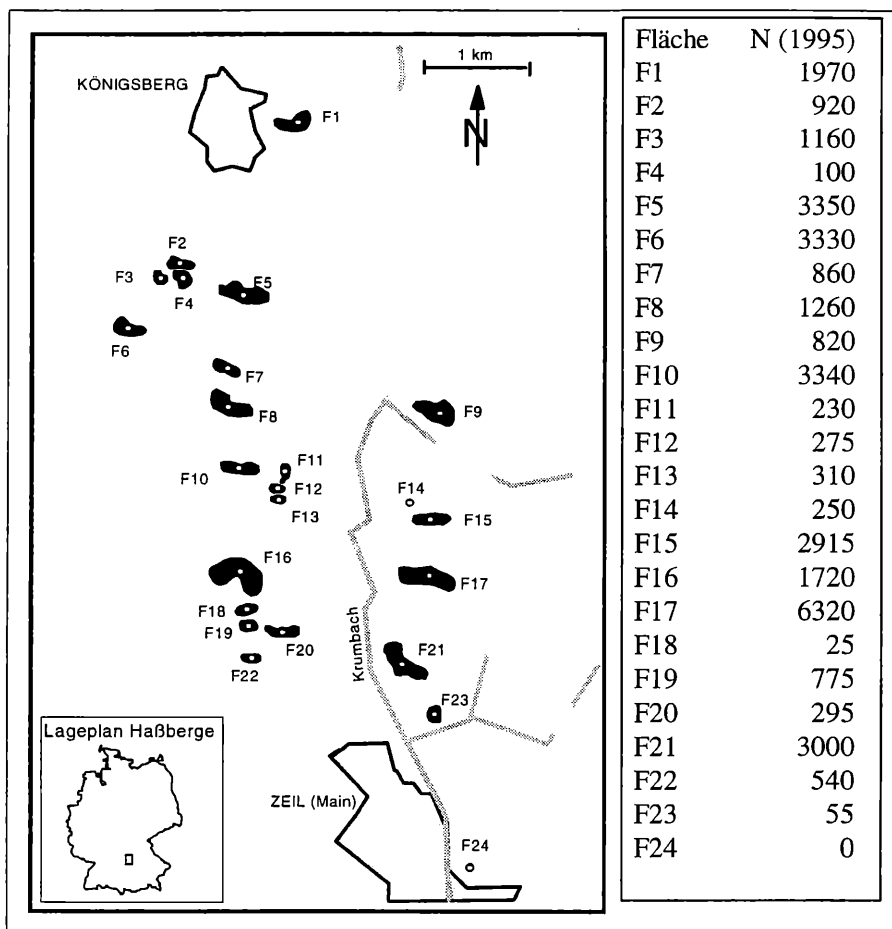 1 km
KÖNIGSBERG
F1
N
F2
F3
F4
F5
F6
F7
F8
F9
F10
F11
F12
F13
F14
F15
F16
F17
F18
F19
F20
Krumbach
F21
F22
F23
Lageplan Haßberge
ZEIL (Main)
F24
Fläche N (1995)
F1 1970
F2 920
F3 1160
F4 100
F5 3350
F6 3330
F7 860
F8 1260
F9 820
F10 3340
F11 230
F12 275
F13 310
F14 250
F15 2915
F16 1720
F17 6320
F18 25
F19 775
F20 295
F21 3000
F22 540
F23 55
F24 0